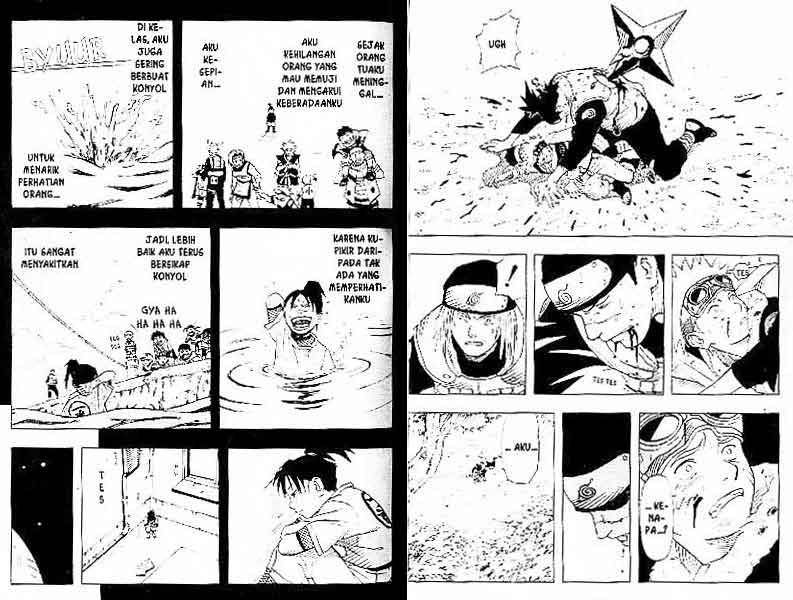 UGH
TES
TES TES
!
... KE-
NA-
PA...?
... AKU...
SEJAK
ORANG
TUAKU
MENING-
GAL...
AKU
KEHILANGAN
ORANG YANG
MAU MEMUJI
DAN MENGAKUI
KEBERADAANKU
AKU
KE-
SEPI-
AN...
DI KE-
LAS, AKU
JUGA
SERING
BERBUAT
KONYOL
BYUUR
UNTUK
MENARIK
PERHATIAN
ORANG...
KARENA KU-
PIKIR DARI-
PADA TAK
ADA YANG
MEMPERHATI-
KANKU
JADI, LEBIH
BAIK AKU TERUS
BERSIKAP
KONYOL
GYA HA
HA HA HA
ITU SANGAT
MENYAKITKAN
T
E
S